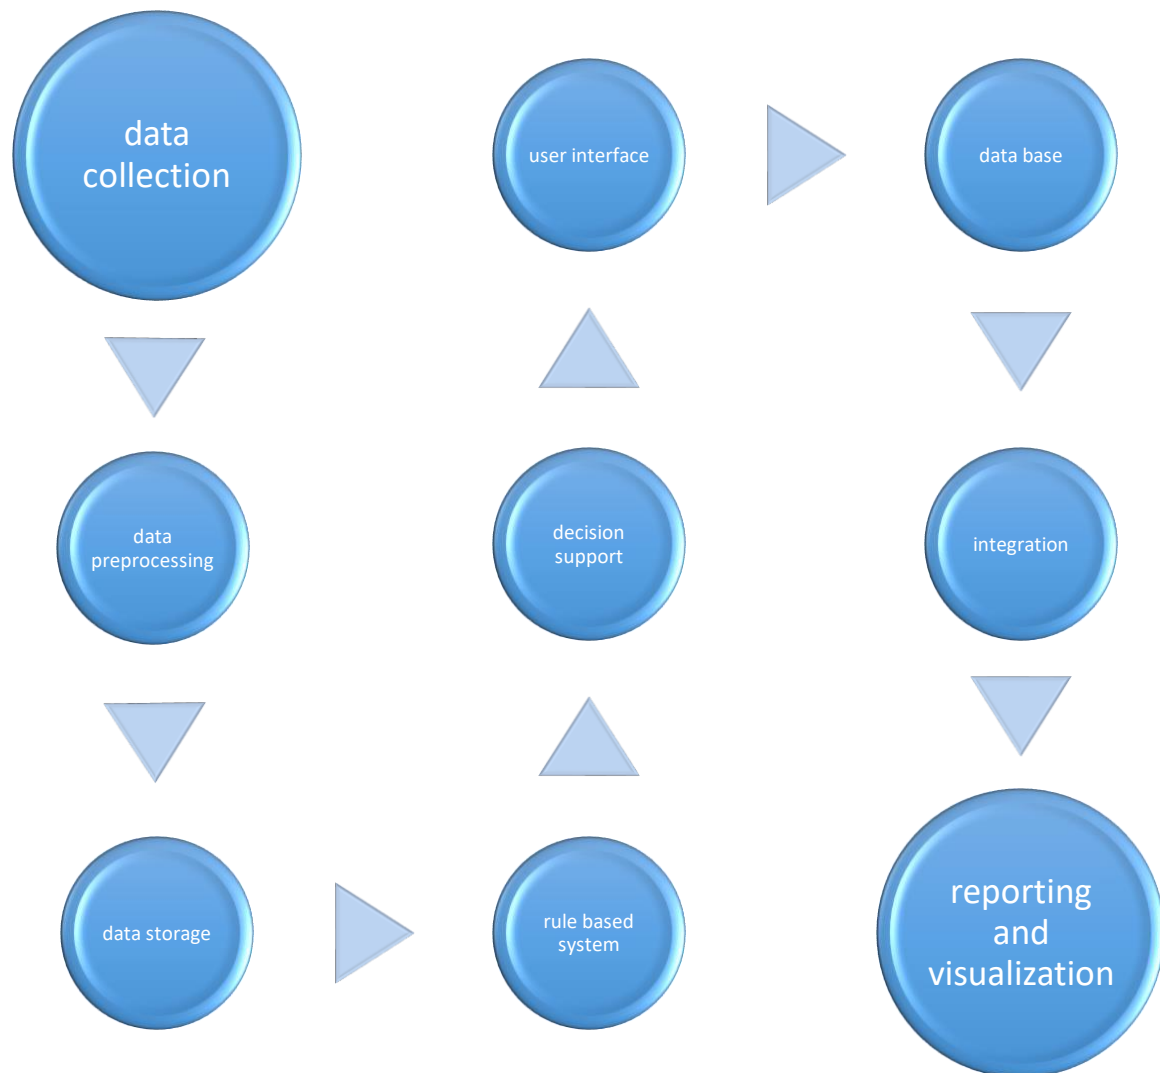 data
collection
data
preprocessing
data storage
rule based
system
decision
support
user interface
data base
integration
reporting
and
visualization